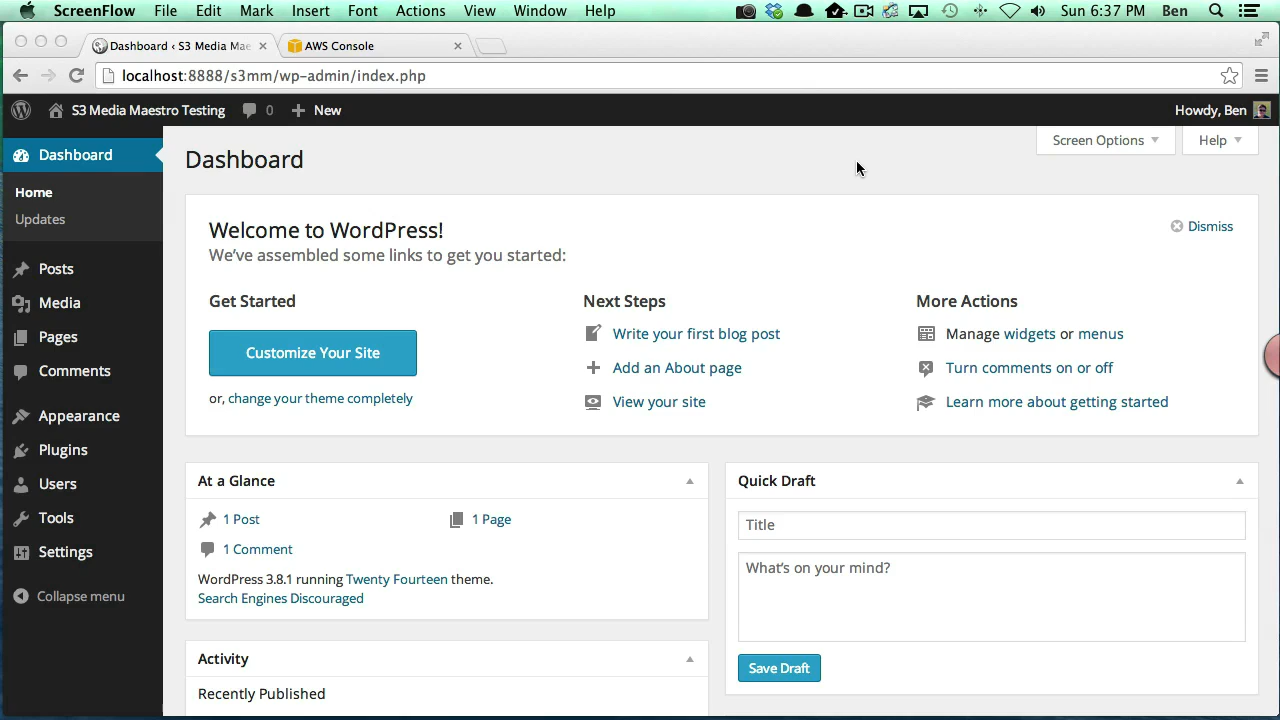 ScreenFlow File Edit Mark Insert Font Actions View Window Help Sun 6:37 PM Ben
Dashboard ‹ S3 Media Mae AWS Console
localhost:8888/s3mm/wp-admin/index.php
S3 Media Maestro Testing 0 New Howdy, Ben
Dashboard
Home
Updates
Posts
Media
Pages
Comments
Appearance
Plugins
Users
Tools
Settings
Collapse menu
Screen Options Help
Dashboard
Welcome to WordPress!
Dismiss
We've assembled some links to get you started:
Get Started
Customize Your Site
or, change your theme completely
Next Steps
Write your first blog post
Add an About page
View your site
More Actions
Manage widgets or menus
Turn comments on or off
Learn more about getting started
At a Glance
1 Post 1 Page
1 Comment
WordPress 3.8.1 running Twenty Fourteen theme.
Search Engines Discouraged
Activity
Recently Published
Quick Draft
Title
What's on your mind?
Save Draft